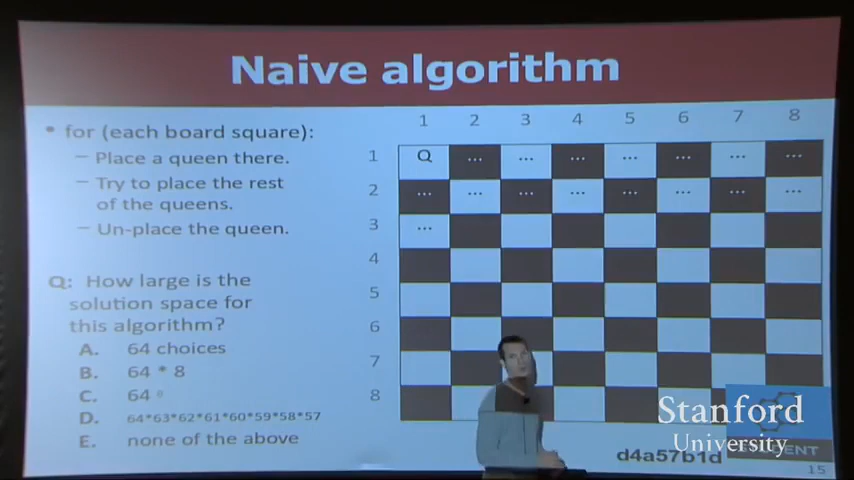 Naive algorithm
• for (each board square):
– Place a queen there.
– Try to place the rest
of the queens.
– Un-place the queen.
Q: How large is the
solution space for
this algorithm?
A. 64 choices
B. 64 * 8
C. 64 8
D. 64*63*62*61*60*59*58*57
E. none of the above
1 2 3 4 5 6 7 8
1 Q ... ... ... ... ... ... ...
2 ... ... ... ... ... ... ... ...
3 ...
4
5
6
7
8
Stanford
University
d4a57b1d
15